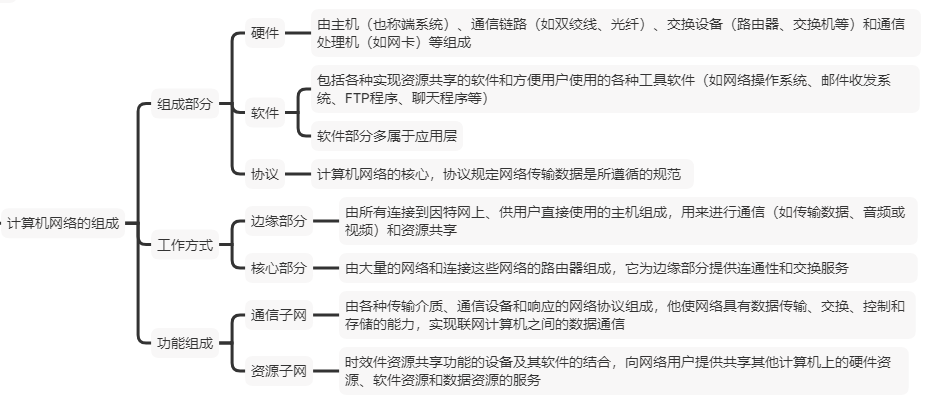 计算机网络的组成
组成部分
硬件
由主机（也称端系统）、通信链路（如双绞线、光纤）、交换设备（路由器、交换机等）和通信
处理机（如网卡）等组成
软件
包括各种实现资源共享的软件和方便用户使用的各种工具软件（如网络操作系统、邮件收发系
统、FTP程序、聊天程序等）
软件部分多属于应用层
协议
计算机网络的核心，协议规定网络传输数据是所遵循的规范
工作方式
边缘部分
由所有连接到因特网上、供用户直接使用的主机组成，用来进行通信（如传输数据、音频或
视频）和资源共享
核心部分
由大量的网络和连接这些网络的路由器组成，它为边缘部分提供连通性和交换服务
功能组成
通信子网
由各种传输介质、通信设备和响应的网络协议组成，他使网络具有数据传输、交换、控制和
存储的能力，实现联网计算机之间的数据通信
资源子网
时效件资源共享功能的设备及其软件的结合，向网络用户提供共享其他计算机上的硬件资
源、软件资源和数据资源的服务